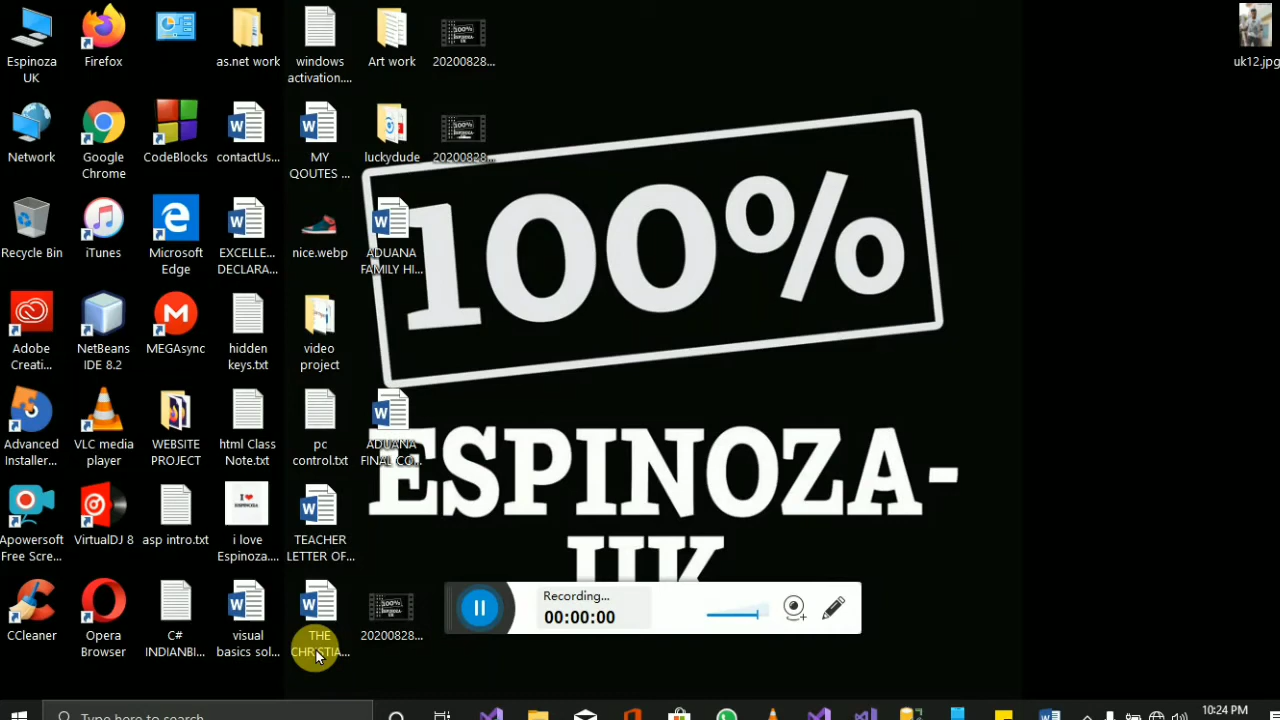 Espinoza
UK
Firefox
as.net work
windows
activation....
Art work
20200828...
uk12.jpg
Network
Google
Chrome
CodeBlocks
contactUs...
MY
QOUTES ...
luckydude
20200828...
100%
Recycle Bin
iTunes
Microsoft
Edge
EXCELLE...
DECLARA...
nice.webp
ADUANA
FAMILY HI...
Adobe
Creati...
NetBeans
IDE 8.2
MEGAsync
hidden
keys.txt
video
project
Advanced
Installer...
VLC media
player
WEBSITE
PROJECT
html Class
Note.txt
pc
control.txt
ADUANA
FINAL CO...
ESPINOZA-
UK
Apowersoft
Free Scre...
VirtualDJ 8
asp intro.txt
I ❤
ESPINOZA
i love
Espinoza....
TEACHER
LETTER OF...
CCleaner
Opera
Browser
C#
INDIANBI...
visual
basics sol...
THE
CHRISTIA...
20200828...
Recording...
00:00:00
Type here to search
10:24 PM